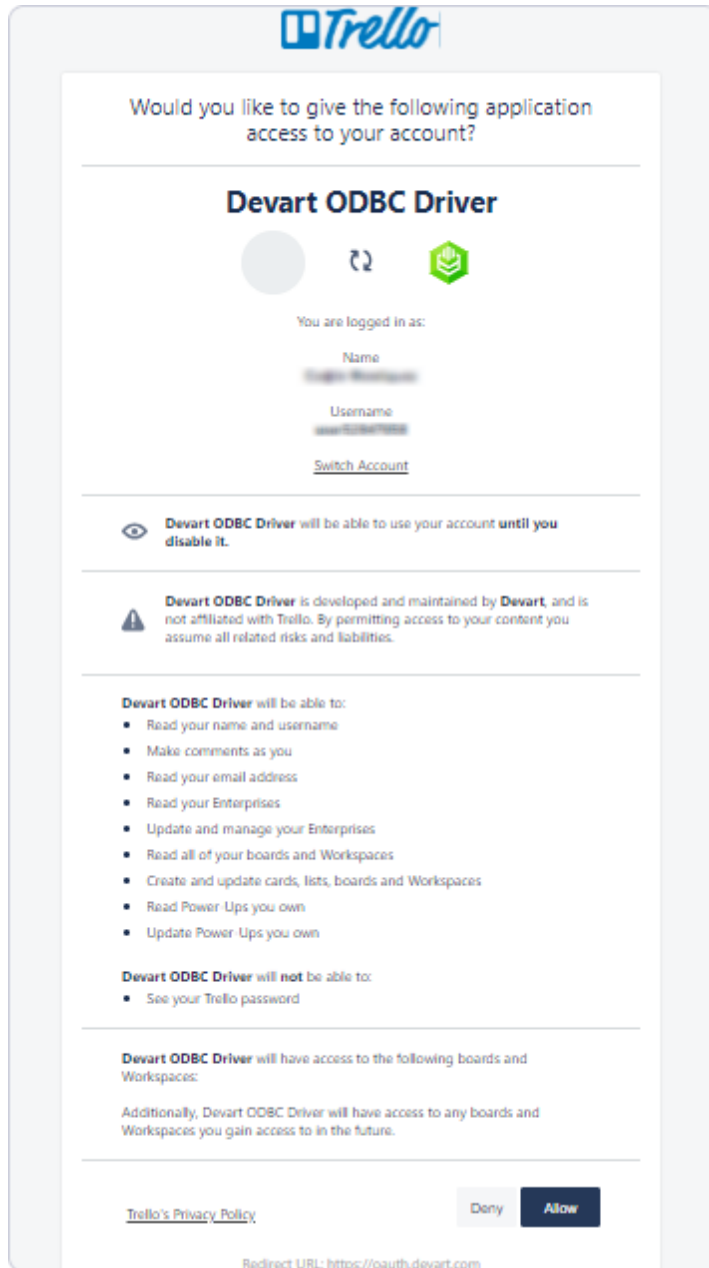 Trello
Would you like to give the following application
access to your account?
Devart ODBC Driver
You are logged in as:
Name
Username
Switch Account
Devart ODBC Driver will be able to use your account until you
disable it.
Devart ODBC Driver is developed and maintained by Devart, and is
not affiliated with Trello. By permitting access to your content you
assume all related risks and liabilities.
Devart ODBC Driver will be able to:
• Read your name and username
• Make comments as you
• Read your email address
• Read your Enterprises
• Update and manage your Enterprises
• Read all of your boards and Workspaces
• Create and update cards, lists, boards and Workspaces
• Read Power-Ups you own
• Update Power-Ups you own
Devart ODBC Driver will not be able to:
• See your Trello password
Devart ODBC Driver will have access to the following boards and
Workspaces:
Additionally, Devart ODBC Driver will have access to any boards and
Workspaces you gain access to in the future.
Trello's Privacy Policy
Deny
Allow
Redirect URL: https://oauth.devart.com